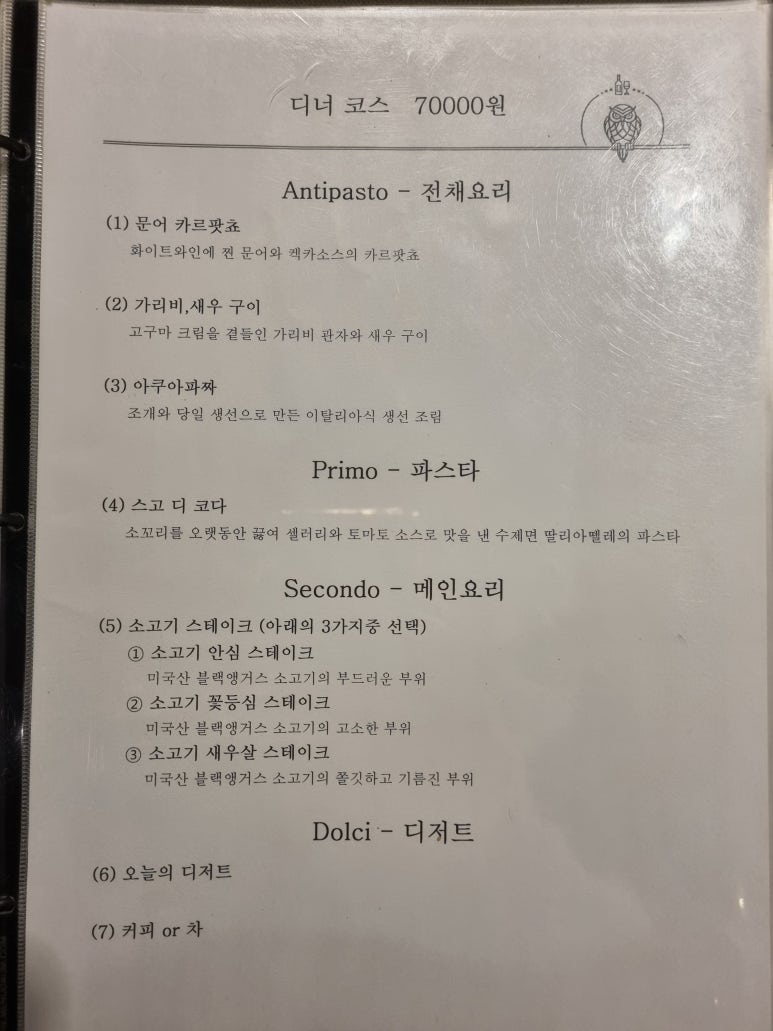 디너 코스 70000원
Antipasto - 전채요리
(1) 문어 카르팟쵸
화이트와인에 찐 문어와 켁카소스의 카르팟쵸
(2) 가리비,새우 구이
고구마 크림을 곁들인 가리비 관자와 새우 구이
(3) 아쿠아파짜
조개와 당일 생선으로 만든 이탈리아식 생선 조림
Primo - 파스타
(4) 스고 디 코다
소꼬리를 오랫동안 끓여 셀러리와 토마토 소스로 맛을 낸 수제면 딸리아뗄레의 파스타
Secondo - 메인요리
(5) 소고기 스테이크 (아래의 3가지중 선택)
① 소고기 안심 스테이크
미국산 블랙앵거스 소고기의 부드러운 부위
② 소고기 꽃등심 스테이크
미국산 블랙앵거스 소고기의 고소한 부위
③ 소고기 새우살 스테이크
미국산 블랙앵거스 소고기의 쫄깃하고 기름진 부위
Dolci - 디저트
(6) 오늘의 디저트
(7) 커피 or 차